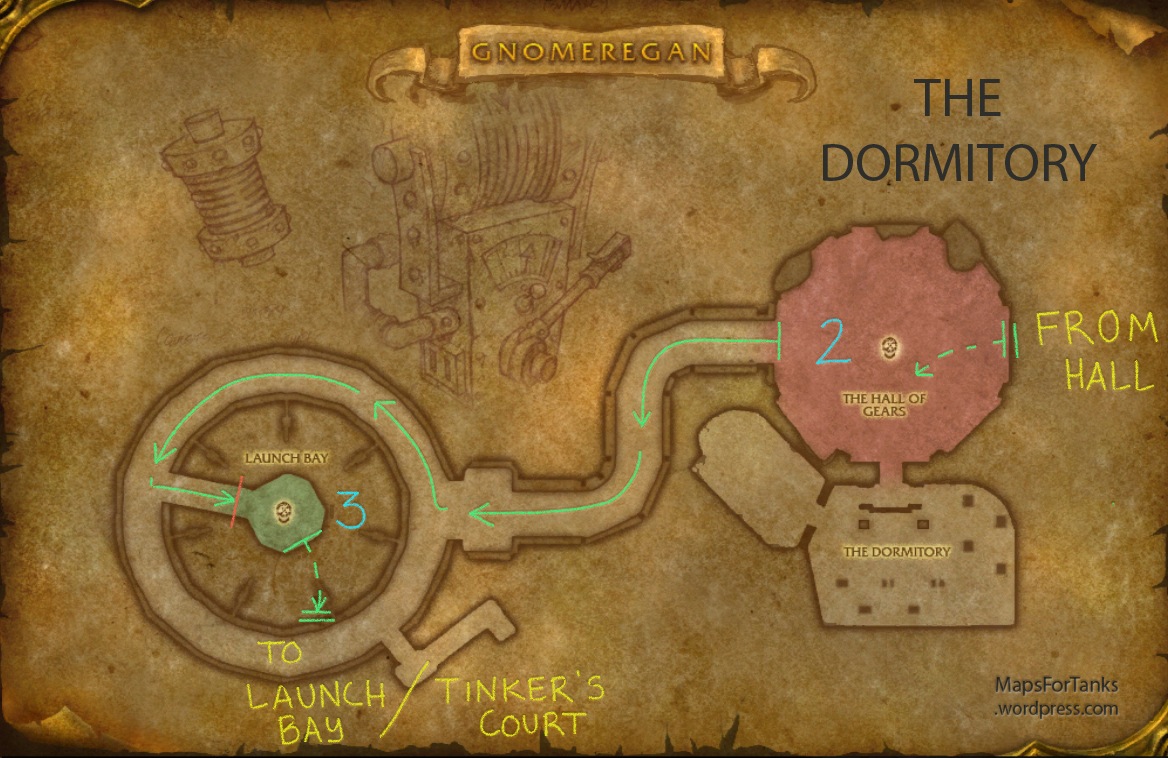 GNOMEREGAN
THE
DORMITORY
FROM
HALL
2
THE HALL OF
GEARS
LAUNCH BAY
3
THE DORMITORY
TO
LAUNCH / TINKER'S
BAY COURT
MapsForTanks
.wordpress.com